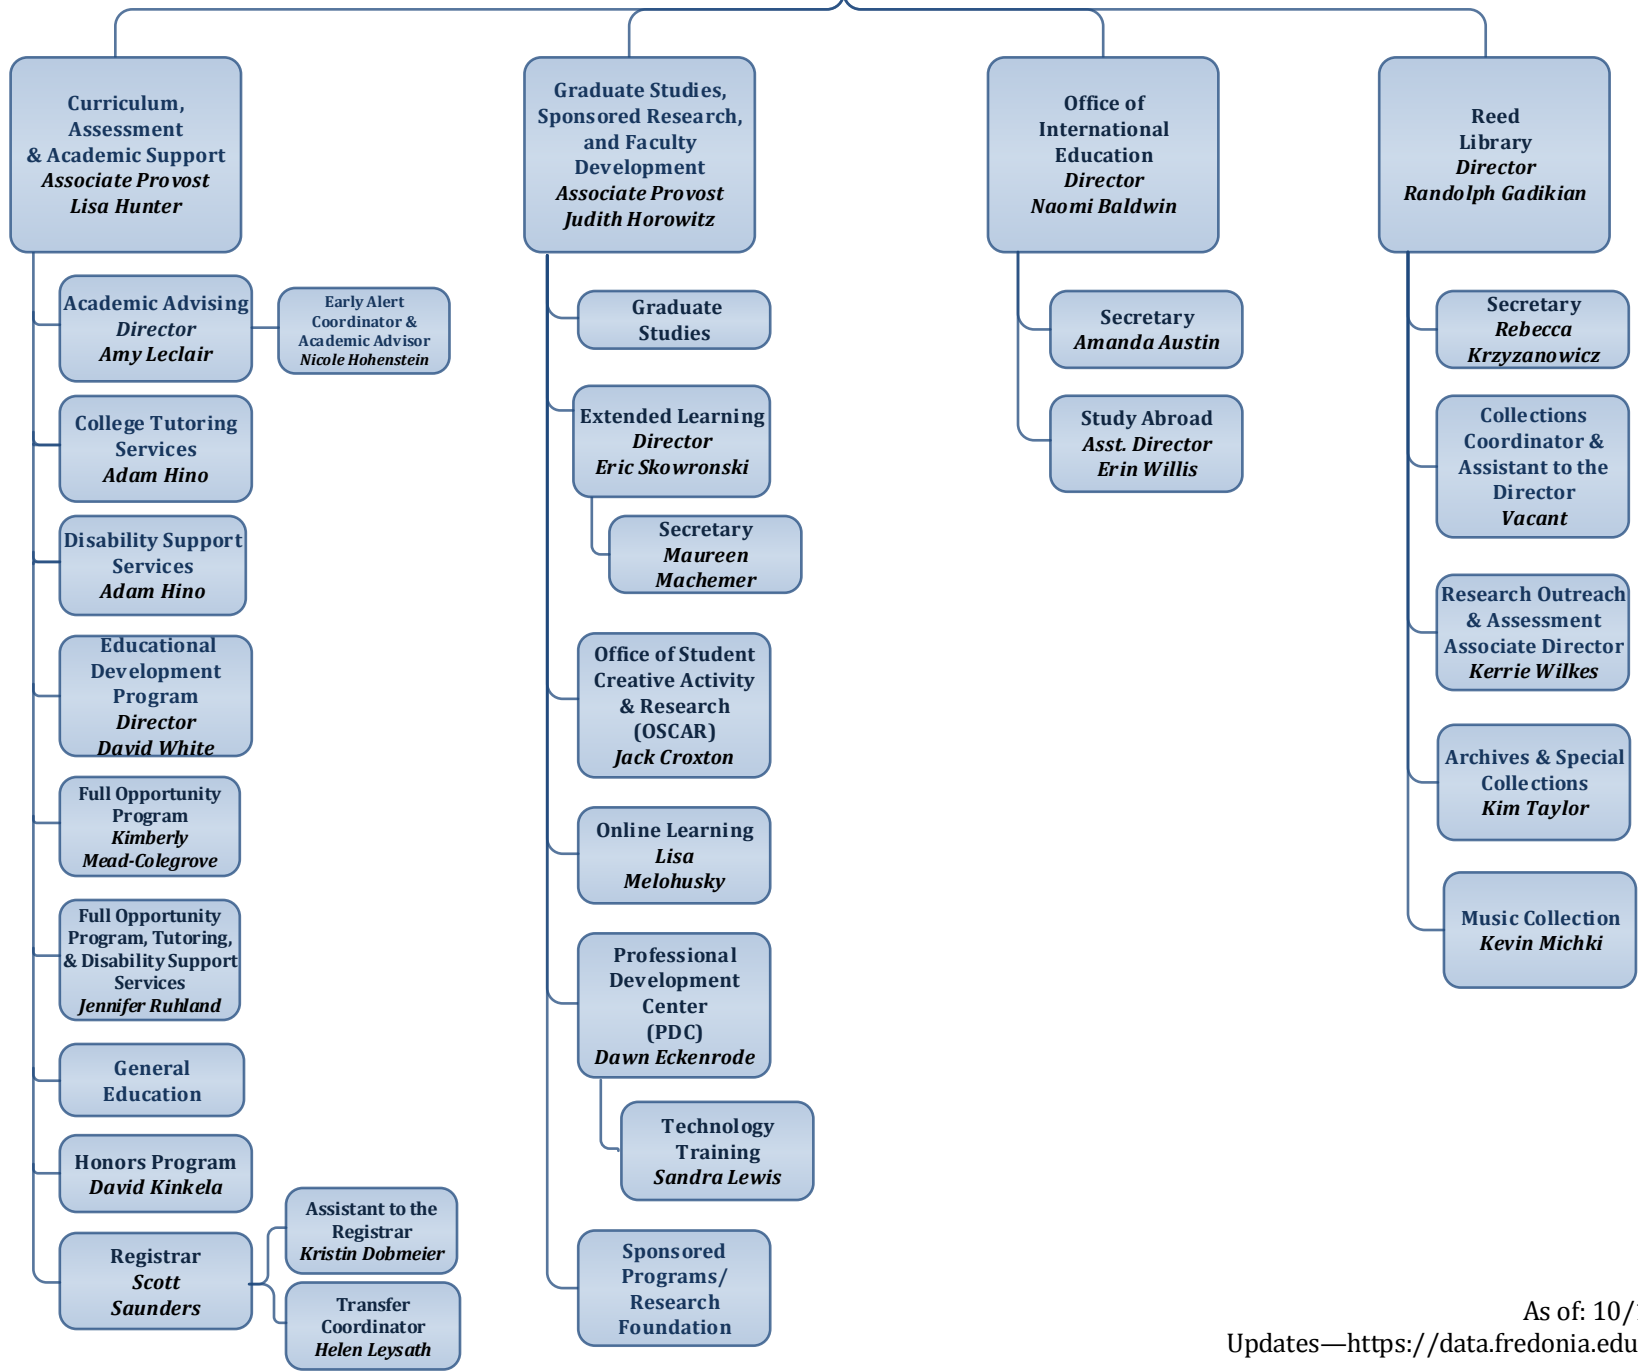 Curriculum,
Assessment
& Academic Support
Associate Provost
Lisa Hunter
Academic Advising
Director
Amy Leclair
Early Alert
Coordinator &
Academic Advisor
Nicole Hohenstein
College Tutoring
Services
Adam Hino
Disability Support
Services
Adam Hino
Educational
Development
Program
Director
David White
Full Opportunity
Program
Kimberly
Mead-Colegrove
Full Opportunity
Program, Tutoring,
& Disability Support
Services
Jennifer Ruhland
General
Education
Honors Program
David Kinkela
Registrar
Scott
Saunders
Assistant to the
Registrar
Kristin Dobmeier
Transfer
Coordinator
Helen Leysath
Graduate Studies,
Sponsored Research,
and Faculty
Development
Associate Provost
Judith Horowitz
Graduate
Studies
Extended Learning
Director
Eric Skowronski
Secretary
Maureen
Machemer
Office of Student
Creative Activity
& Research
(OSCAR)
Jack Croxton
Online Learning
Lisa
Melohusky
Professional
Development
Center
(PDC)
Dawn Eckenrode
Technology
Training
Sandra Lewis
Sponsored
Programs/
Research
Foundation
Office of
International
Education
Director
Naomi Baldwin
Secretary
Amanda Austin
Study Abroad
Asst. Director
Erin Willis
Reed
Library
Director
Randolph Gadikian
Secretary
Rebecca
Krzyzanowicz
Collections
Coordinator &
Assistant to the
Director
Vacant
Research Outreach
& Assessment
Associate Director
Kerrie Wilkes
Archives & Special
Collections
Kim Taylor
Music Collection
Kevin Michki
As of: 10/
Updates—https://data.fredonia.edu